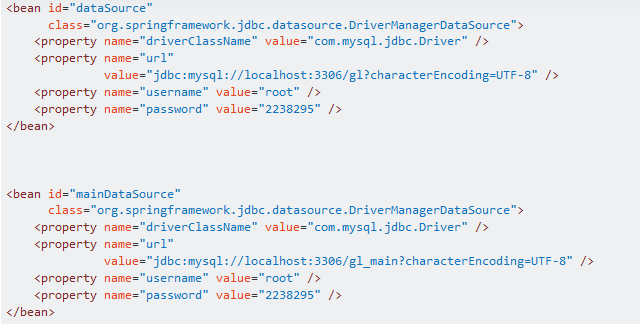 <bean id="dataSource"
class="org.springframework.jdbc.datasource.DriverManagerDataSource">
<property name="driverClassName" value="com.mysql.jdbc.Driver" />
<property name="url"
value="jdbc:mysql://localhost:3306/gl?characterEncoding=UTF-8" />
<property name="username" value="root" />
<property name="password" value="2238295" />
</bean>
<bean id="mainDataSource"
class="org.springframework.jdbc.datasource.DriverManagerDataSource">
<property name="driverClassName" value="com.mysql.jdbc.Driver" />
<property name="url"
value="jdbc:mysql://localhost:3306/gl_main?characterEncoding=UTF-8" />
<property name="username" value="root" />
<property name="password" value="2238295" />
</bean>